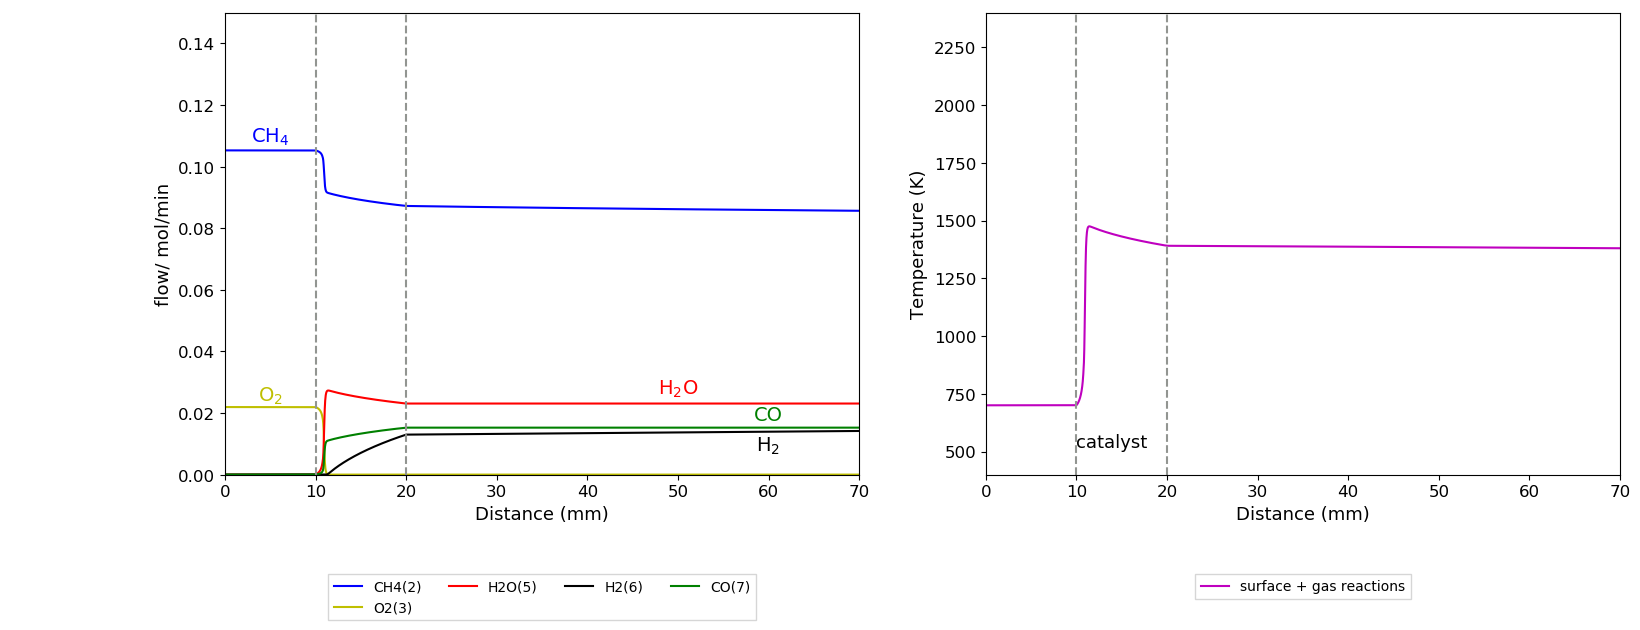 0.14
0.12
0.10
0.08
0.06
0.04
0.02
0.00
flow/ mol/min
CH₄
O₂
H₂O
CO
H₂
0 10 20 30 40 50 60 70
Distance (mm)
CH4(2) H2O(5) H2(6) CO(7)
O2(3)
2250
2000
1750
1500
1250
1000
750
500
Temperature (K)
catalyst
0 10 20 30 40 50 60 70
Distance (mm)
surface + gas reactions